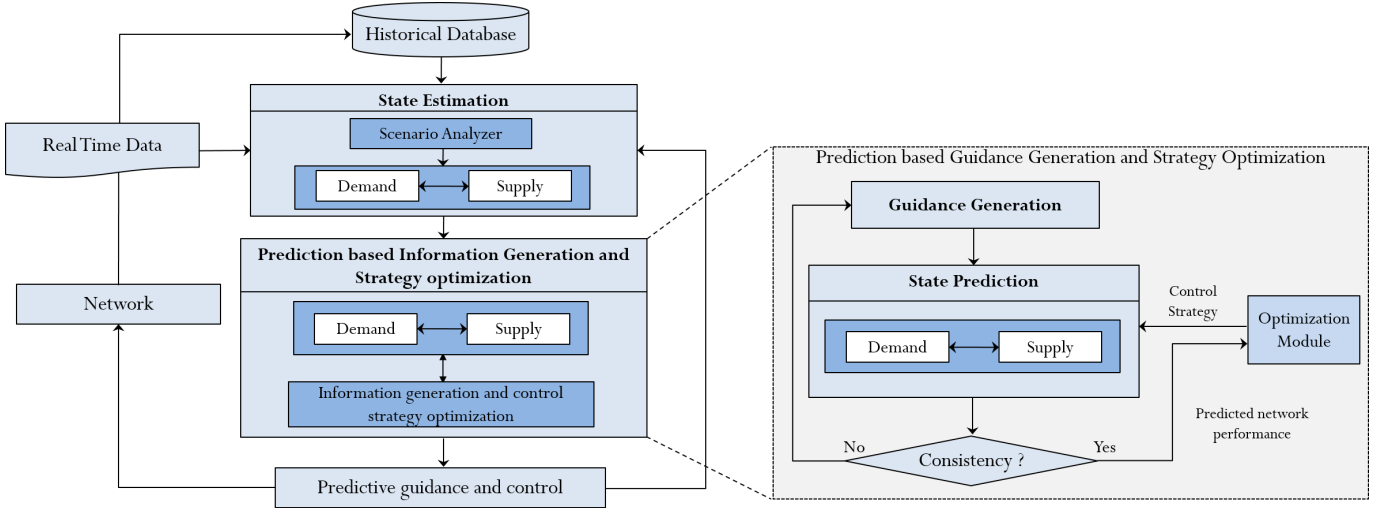 Historical Database
State Estimation
Scenario Analyzer
Real Time Data
Demand
Supply
Prediction based Information Generation and
Strategy optimization
Network
Demand
Supply
Information generation and control
strategy optimization
Predictive guidance and control
Prediction based Guidance Generation and Strategy Optimization
Guidance Generation
State Prediction
Control
Strategy
Optimization
Module
Demand
Supply
Predicted network
performance
No
Consistency ?
Yes